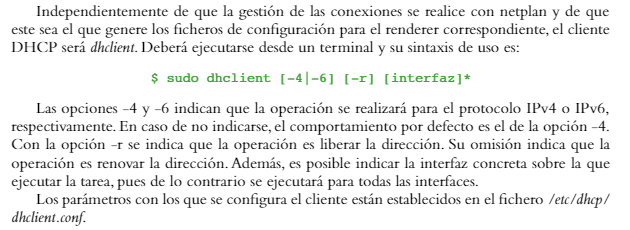 Independientemente de que la gestión de las conexiones se realice con netplan y de que
este sea el que genere los ficheros de configuración para el renderer correspondiente, el cliente
DHCP será dhclient. Deberá ejecutarse desde un terminal y su sintaxis de uso es:
$ sudo dhclient [-4|-6] [-r] [interfaz]*
Las opciones –4 y –6 indican que la operación se realizará para el protocolo IPv4 o IPv6,
respectivamente. En caso de no indicarse, el comportamiento por defecto es el de la opción –4.
Con la opción –r se indica que la operación es liberar la dirección. Su omisión indica que la
operación es renovar la dirección. Además, es posible indicar la interfaz concreta sobre la que
ejecutar la tarea, pues de lo contrario se ejecutará para todas las interfaces.
Los parámetros con los que se configura el cliente están establecidos en el fichero /etc/dhcp/
dhclient.conf.